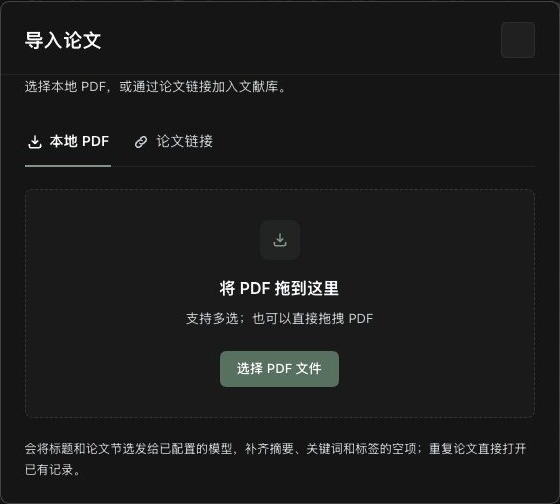 导入论文
选择本地 PDF，或通过论文链接加入文献库。
本地 PDF 论文链接
将 PDF 拖到这里
支持多选；也可以直接拖拽 PDF
选择 PDF 文件
会将标题和论文节选发给已配置的模型，补齐摘要、关键词和标签的空项；重复论文直接打开
已有记录。